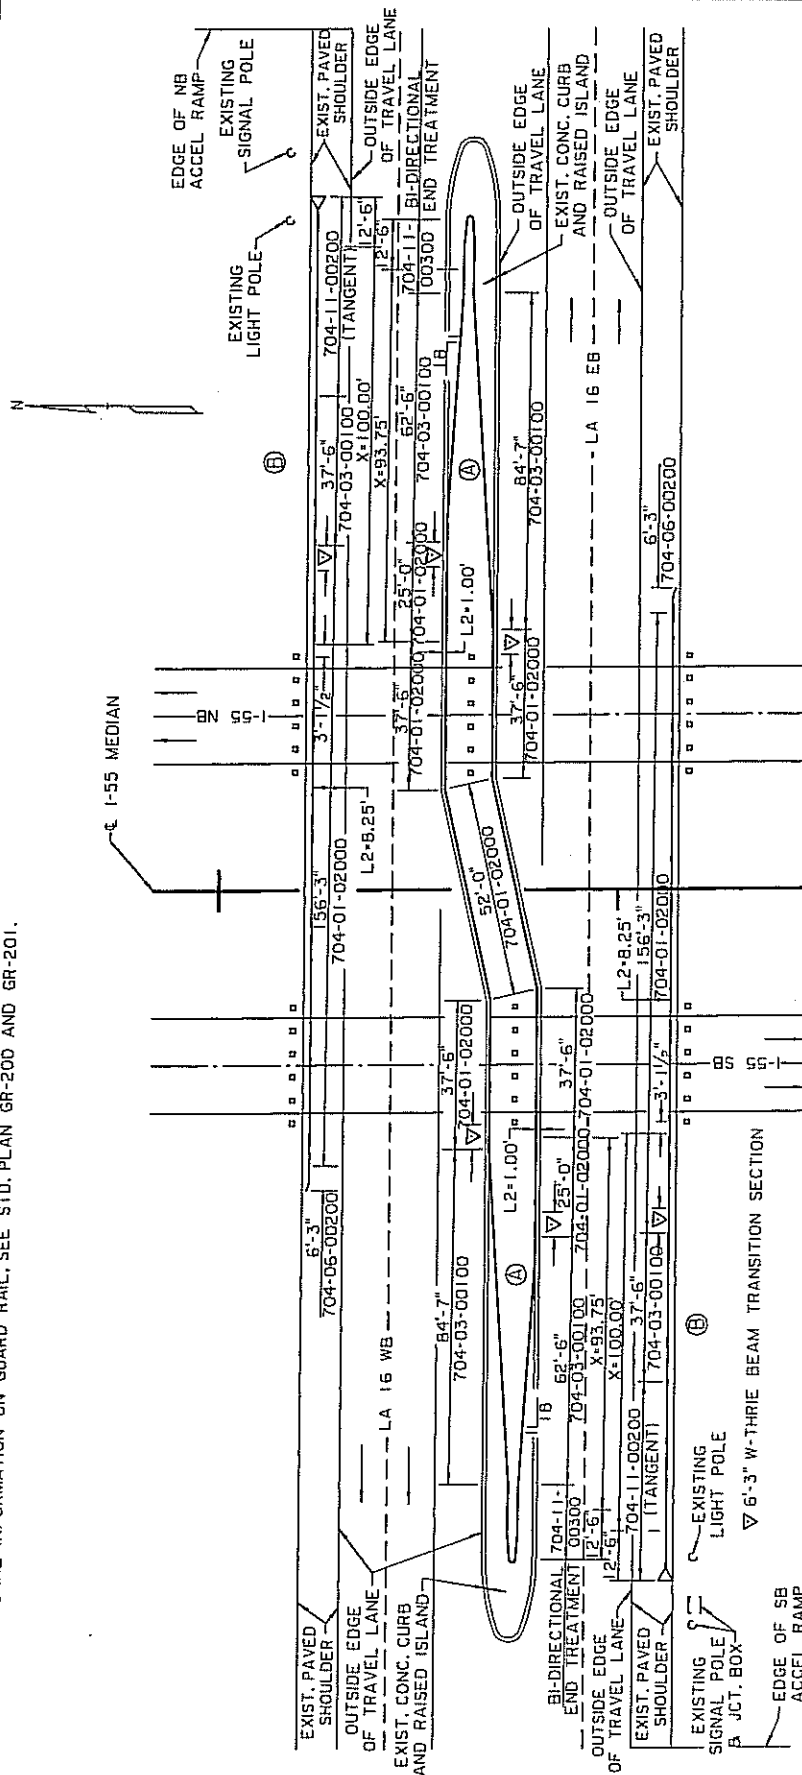 INFORMATION ON GUARD RAIL, SEE STD. PLAN GR-200 AND GR-201.
N
℄ I-55 MEDIAN
EDGE OF NB
ACCEL RAMP
EXISTING
SIGNAL POLE
EXISTING
LIGHT POLE
EXIST. PAVED
SHOULDER
OUTSIDE EDGE
OF TRAVEL LANE
BI-DIRECTIONAL
END TREATMENT
OUTSIDE EDGE
OF TRAVEL LANE
EXIST. CONC. CURB
AND RAISED ISLAND
OUTSIDE EDGE
OF TRAVEL LANE
EXIST. PAVED
SHOULDER
B
I-55 NB
6'-3"
704-06-00200
156'-3"
704-01-02000
L2=8.25'
3'-1 1/2"
37'-6"
704-03-00100
704-11-00200
(TANGENT)
12'-6"
X=100.00'
X=93.75'
12'-6"
LA 16 WB
37'-6"
704-01-02000
25'-0"
704-01-02000
62'-6"
704-03-00100
704-11-
00300
18
84'-7"
704-03-00100
37'-6"
704-01-02000
L2=1.00'
A
52'-0"
704-01-02000
37'-6"
704-01-02000
84'-7"
704-03-00100
L2=1.00'
A
18
704-11-
00300
62'-6"
704-03-00100
25'-0"
704-01-02000
37'-6"
704-01-02000
LA 16 EB
12'-6"
X=93.75'
X=100.00'
12'-6"
704-11-00200
(TANGENT)
37'-6"
704-03-00100
3'-1 1/2"
L2=8.25'
156'-3"
704-01-02000
6'-3"
704-06-00200
I-55 SB
B
EXIST. PAVED
SHOULDER
OUTSIDE EDGE
OF TRAVEL LANE
EXIST. CONC. CURB
AND RAISED ISLAND
BI-DIRECTIONAL
END TREATMENT
OUTSIDE EDGE
OF TRAVEL LANE
EXIST. PAVED
SHOULDER
EXISTING
SIGNAL POLE
& JCT. BOX
EXISTING
LIGHT POLE
EDGE OF SB
ACCEL RAMP
▽ 6'-3" W-THRIE BEAM TRANSITION SECTION